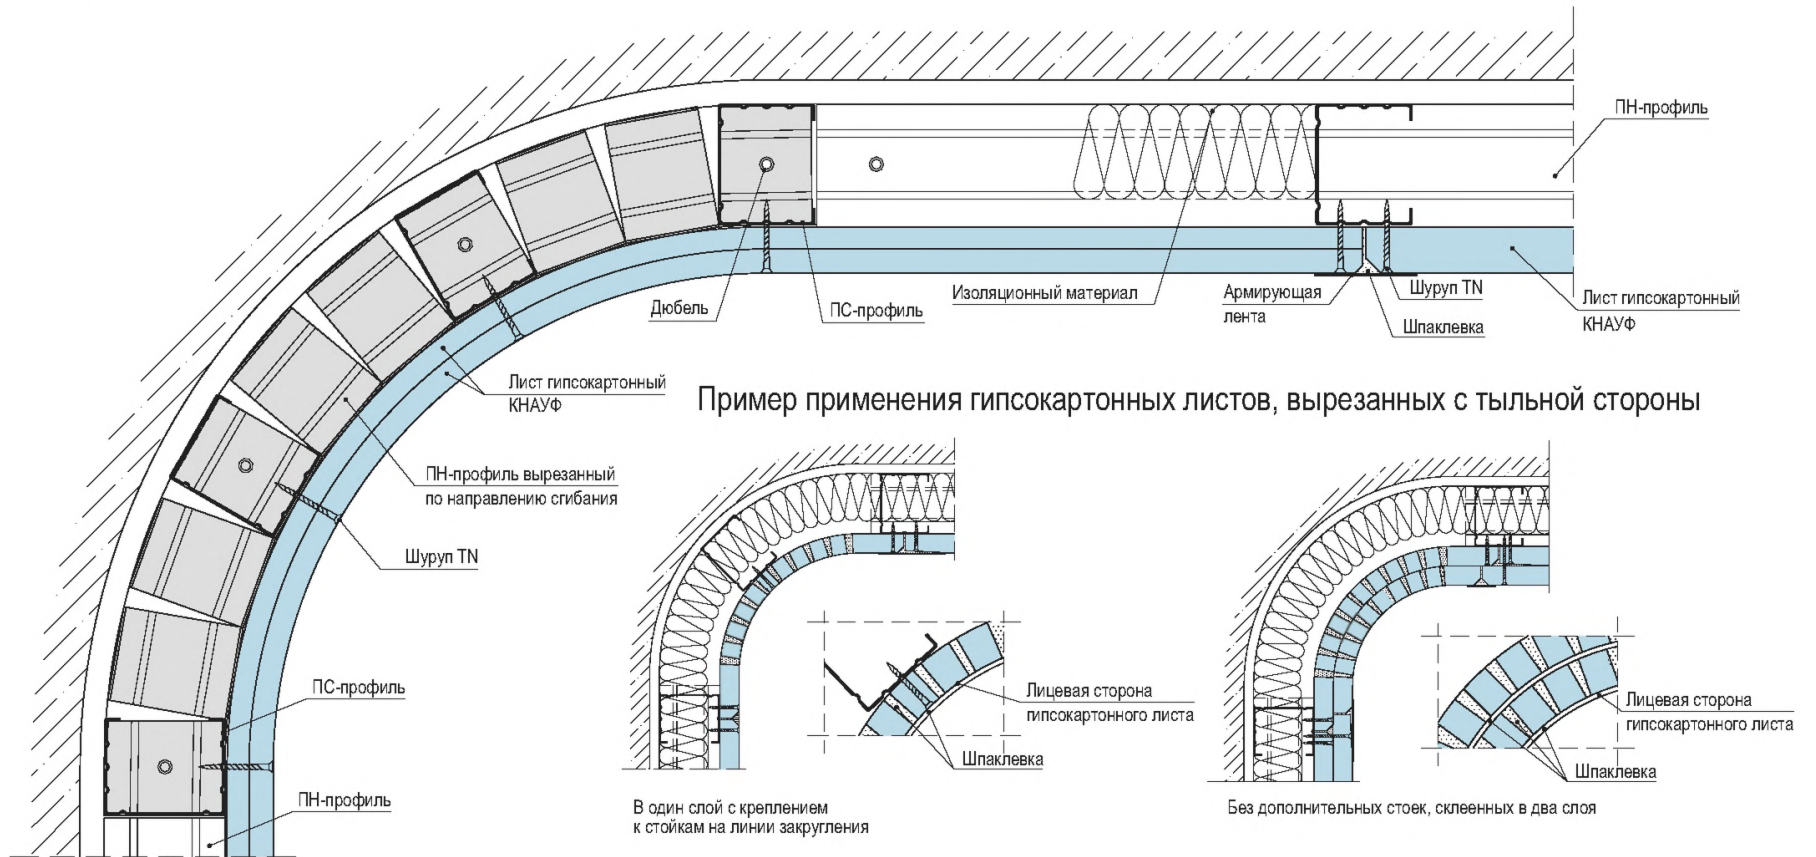 ПН-профиль
Дюбель
ПС-профиль
Изоляционный материал
Армирующая
лента
Шуруп TN
Шпаклевка
Лист гипсокартонный
КНАУФ
Лист гипсокартонный
КНАУФ
Пример применения гипсокартонных листов, вырезанных с тыльной стороны
ПН-профиль вырезанный
по направлению сгибания
Шуруп TN
ПС-профиль
ПН-профиль
Лицевая сторона
гипсокартонного листа
Шпаклевка
В один слой с креплением
к стойкам на линии закругления
Лицевая сторона
гипсокартонного листа
Шпаклевка
Без дополнительных стоек, склеенных в два слоя